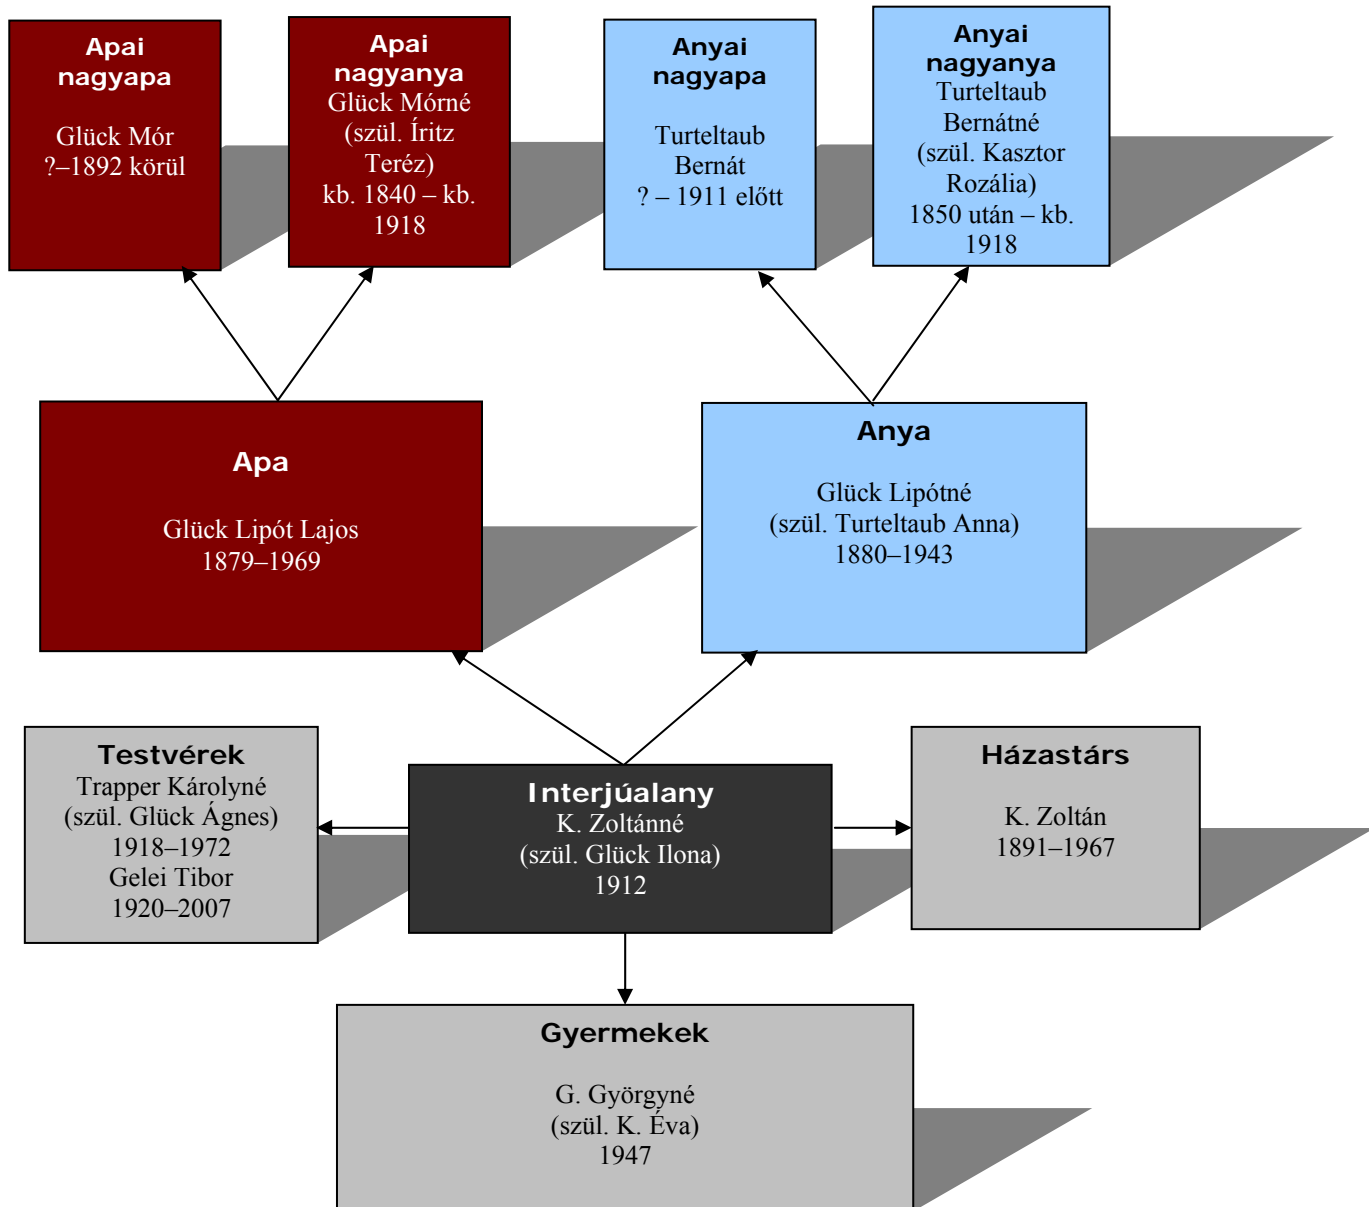 Apai
nagyapa
Glück Mór
?–1892 körül
Apai
nagyanya
Glück Mórné
(szül. Íritz
Teréz)
kb. 1840 – kb.
1918
Anyai
nagyapa
Turteltaub
Bernát
? – 1911 előtt
Anyai
nagyanya
Turteltaub
Bernátné
(szül. Kasztor
Rozália)
1850 után – kb.
1918
Apa
Glück Lipót Lajos
1879–1969
Anya
Glück Lipótné
(szül. Turteltaub Anna)
1880–1943
Testvérek
Trapper Károlyné
(szül. Glück Ágnes)
1918–1972
Gelei Tibor
1920–2007
Interjúalany
K. Zoltánné
(szül. Glück Ilona)
1912
Házastárs
K. Zoltán
1891–1967
Gyermekek
G. Györgyné
(szül. K. Éva)
1947